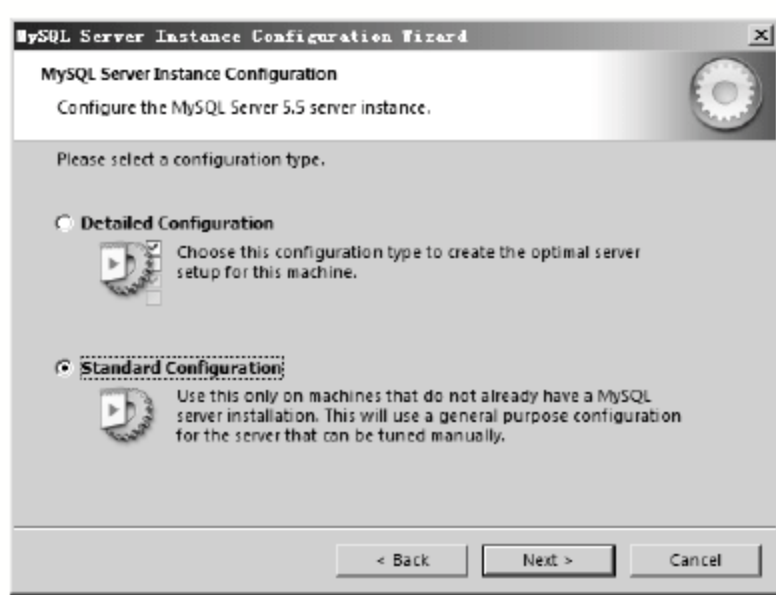 MySQL Server Instance Configuration Wizard
MySQL Server Instance Configuration
Configure the MySQL Server 5.5 server instance.
Please select a configuration type.
Detailed Configuration
Choose this configuration type to create the optimal server
setup for this machine.
Standard Configuration
Use this only on machines that do not already have a MySQL
server installation. This will use a general purpose configuration
for the server that can be tuned manually.
< Back
Next >
Cancel